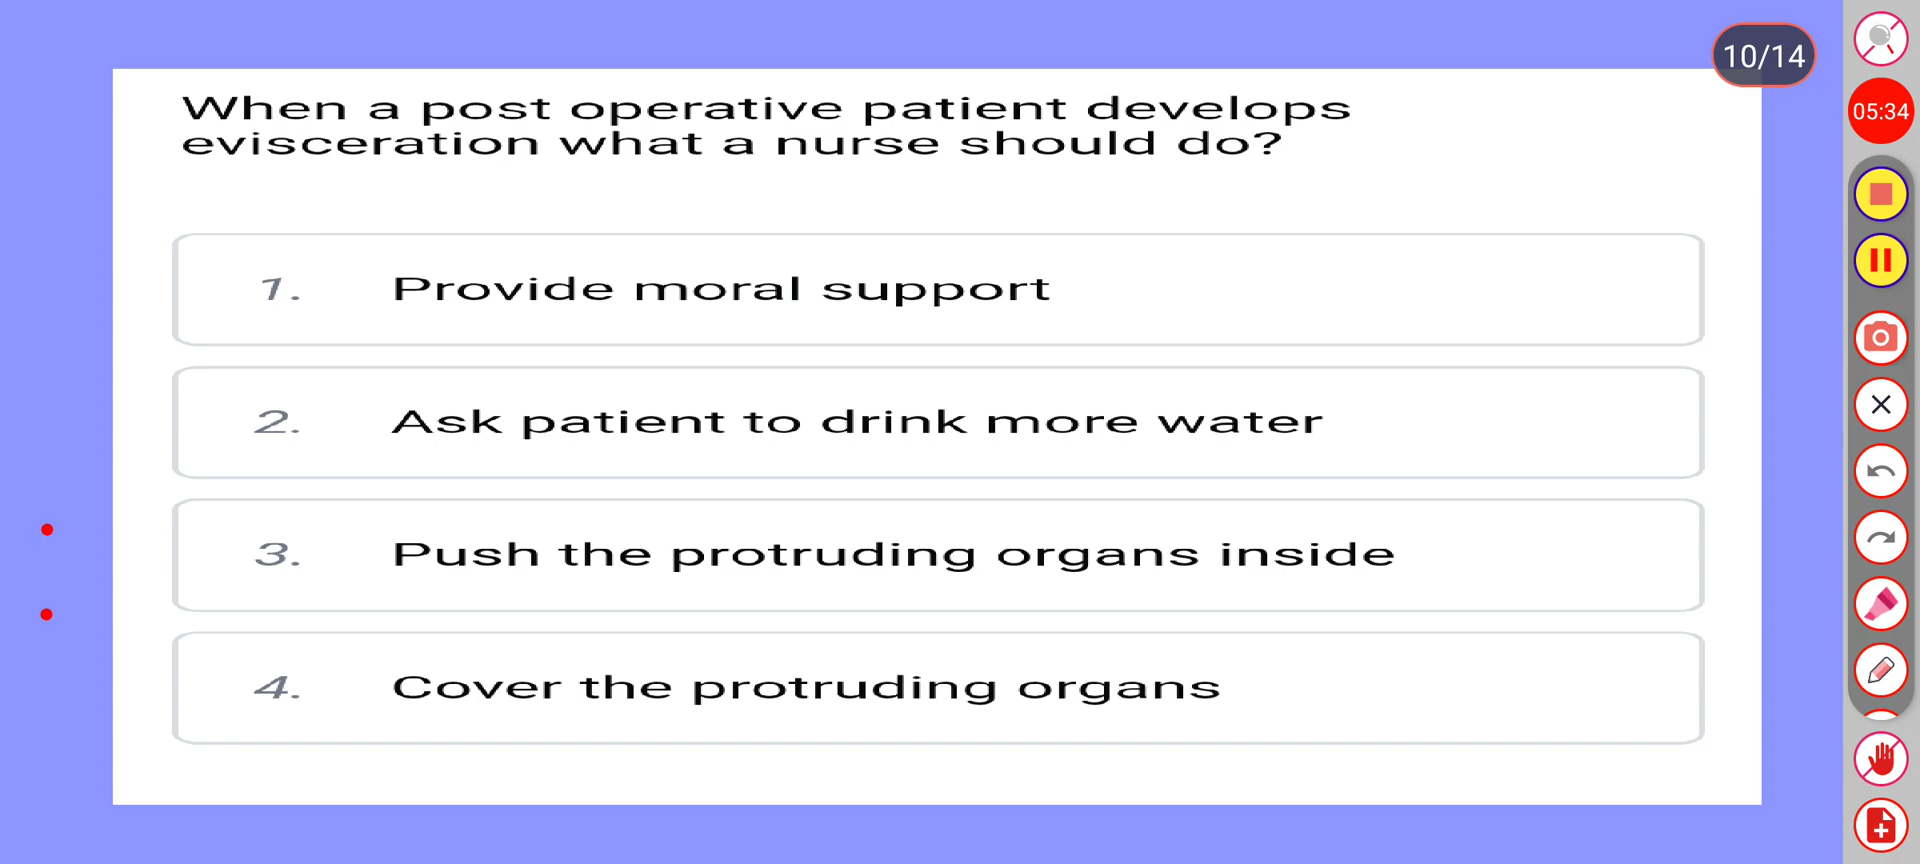 10/14
05:34
When a post operative patient develops
evisceration what a nurse should do?
1. Provide moral support
2. Ask patient to drink more water
3. Push the protruding organs inside
4. Cover the protruding organs